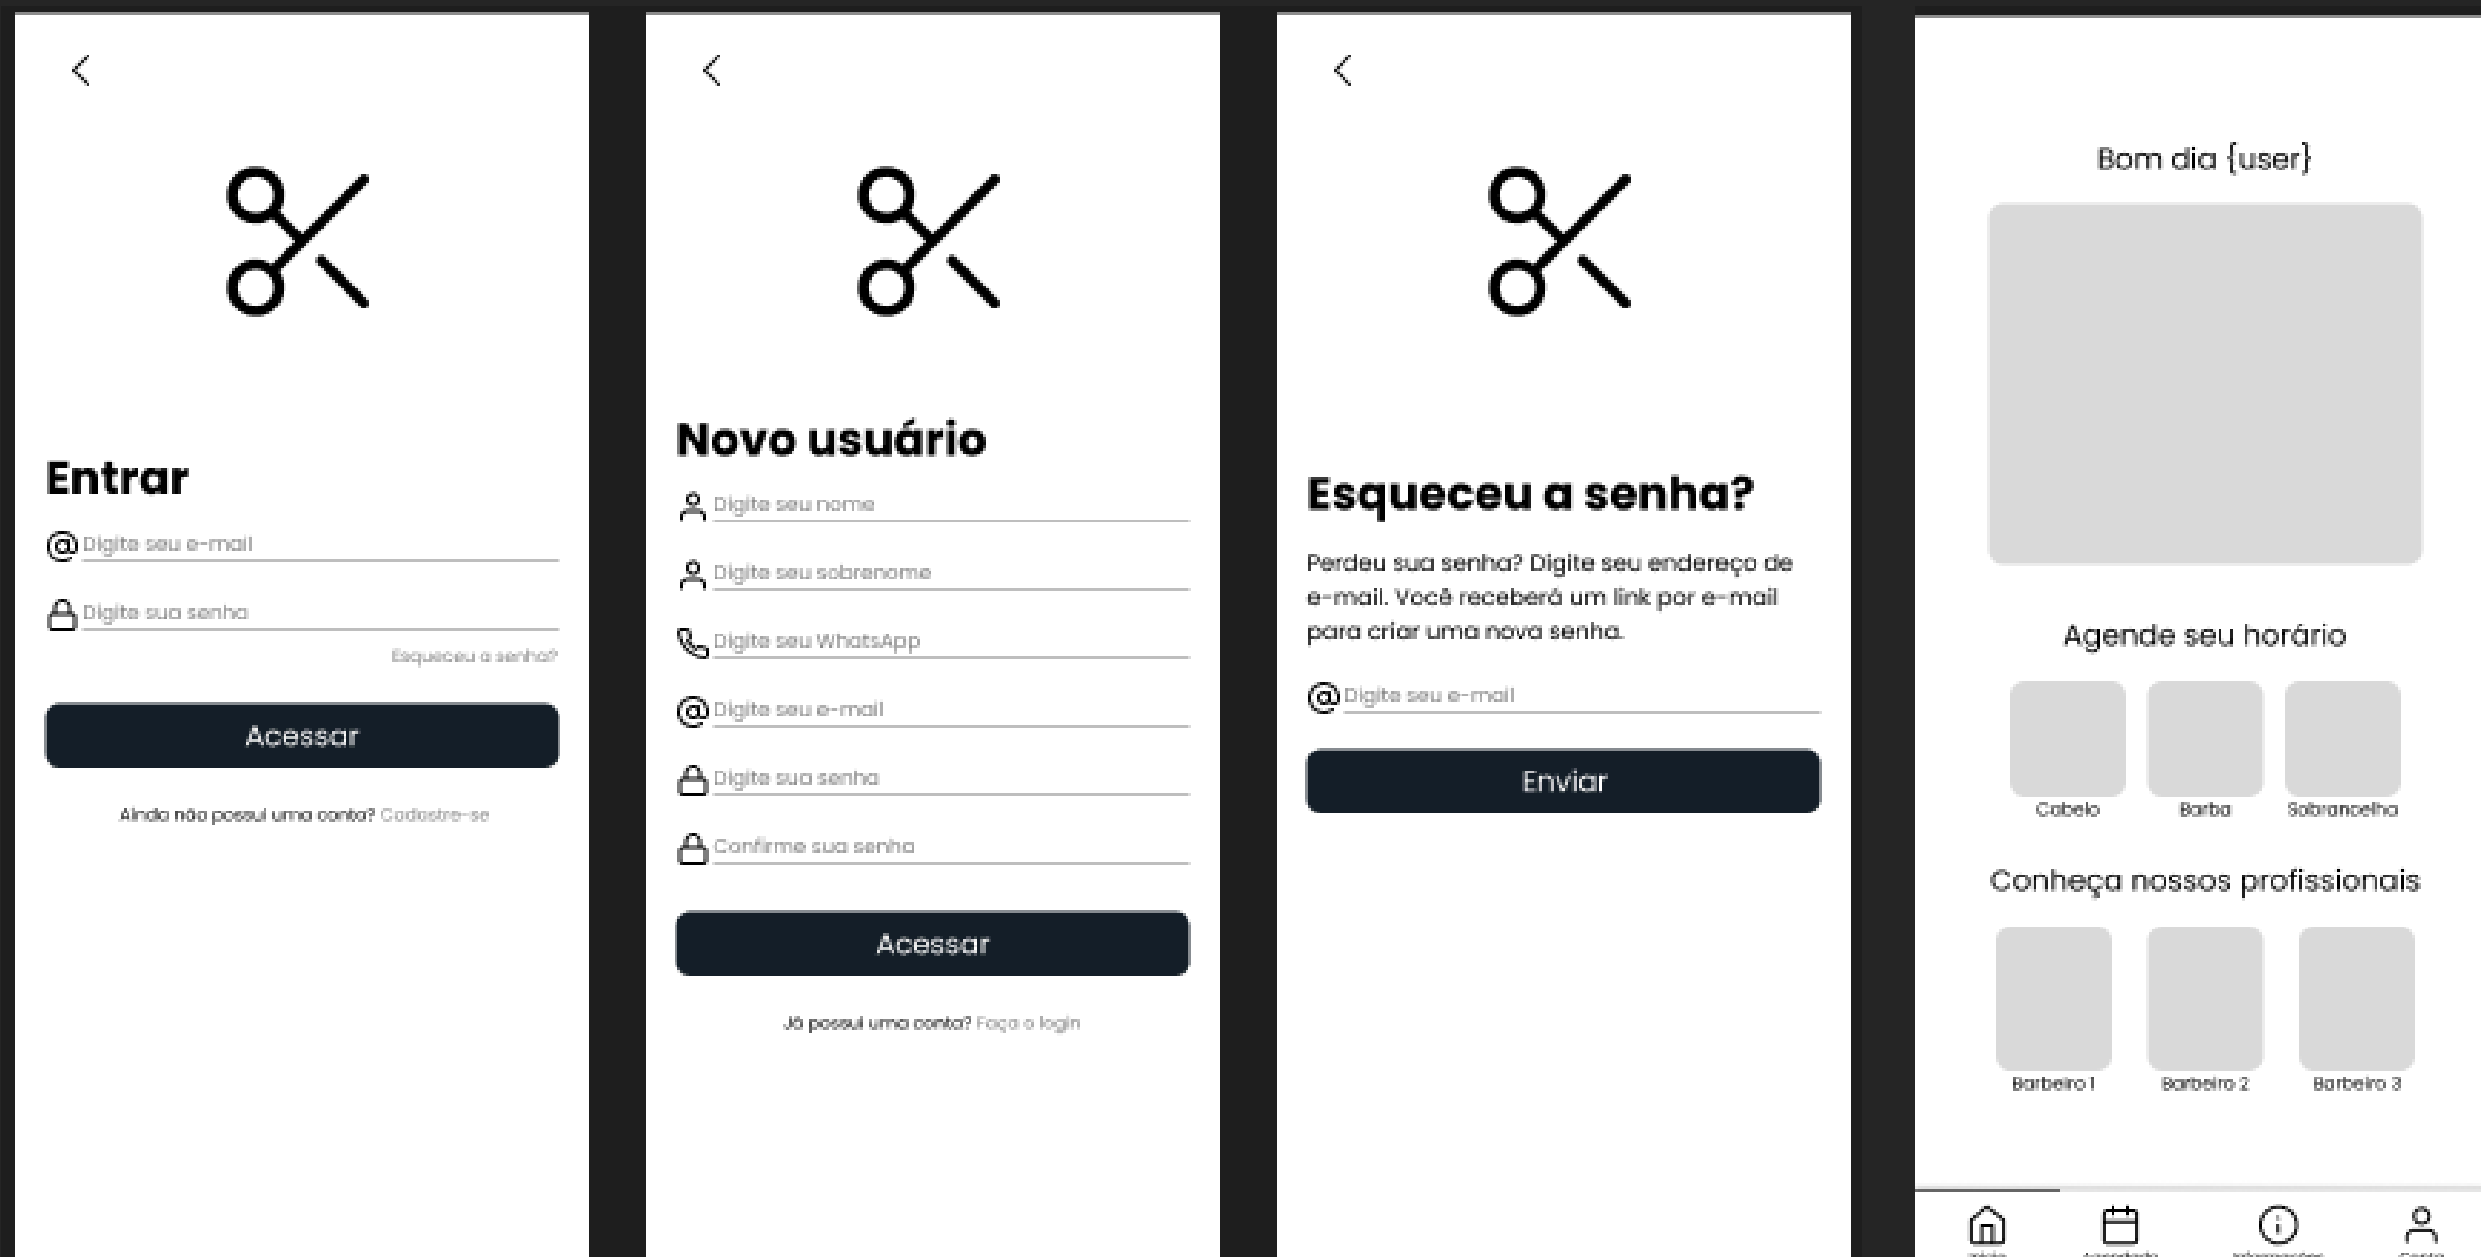 Entrar
@ Digite seu e-mail
Digite sua senha
Esqueceu a senha?
Acessar
Ainda não possui uma conta? Cadastre-se
Novo usuário
Digite seu nome
Digite seu sobrenome
Digite seu WhatsApp
@ Digite seu e-mail
Digite sua senha
Confirme sua senha
Acessar
Já possui uma conta? Faça o login
Esqueceu a senha?
Perdeu sua senha? Digite seu endereço de
e-mail. Você receberá um link por e-mail
para criar uma nova senha.
@ Digite seu e-mail
Enviar
Bom dia {user}
Agende seu horário
Cabelo Barba Sobrancelha
Conheça nossos profissionais
Barbeiro 1 Barbeiro 2 Barbeiro 3